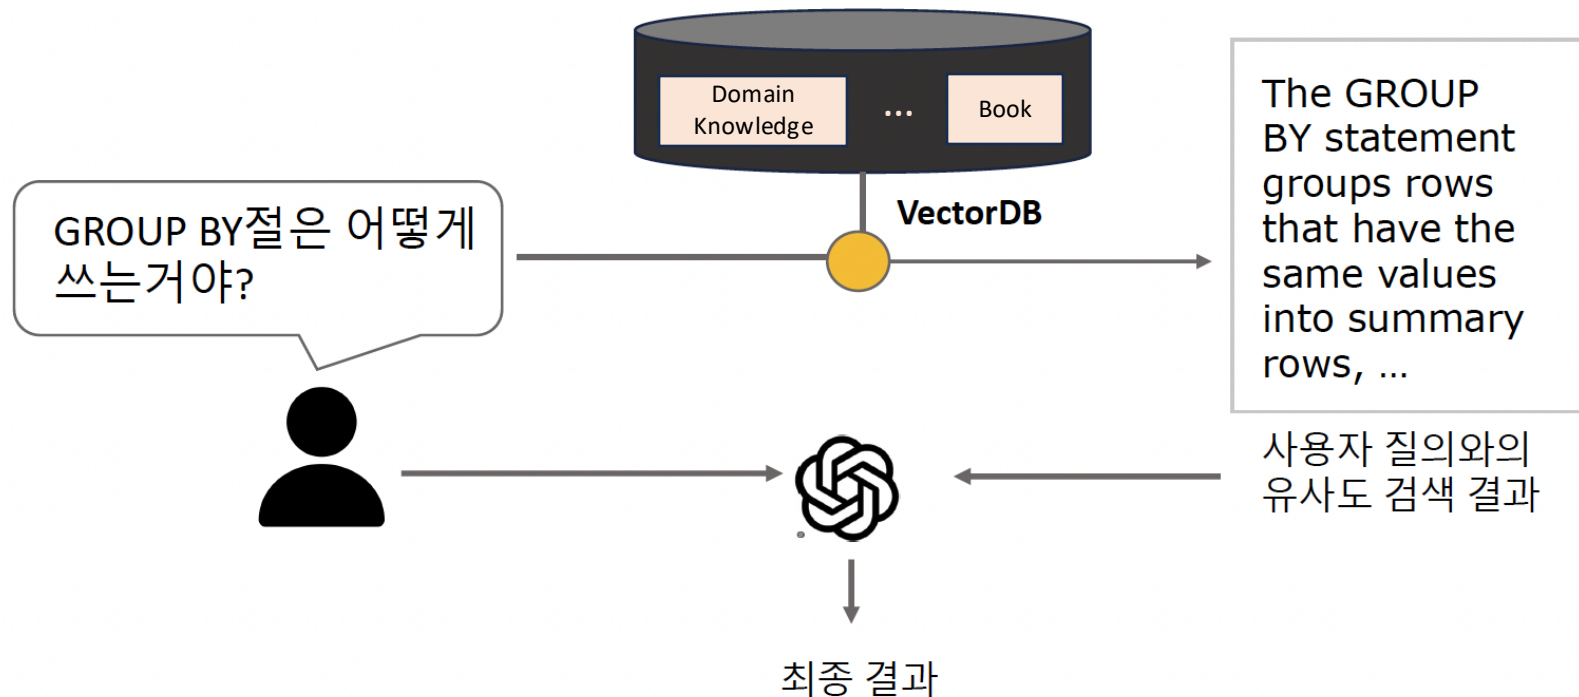 Domain
Knowledge
...
Book
VectorDB
GROUP BY절은 어떻게
쓰는거야?
The GROUP
BY statement
groups rows
that have the
same values
into summary
rows, ...
사용자 질의와의
유사도 검색 결과
최종 결과